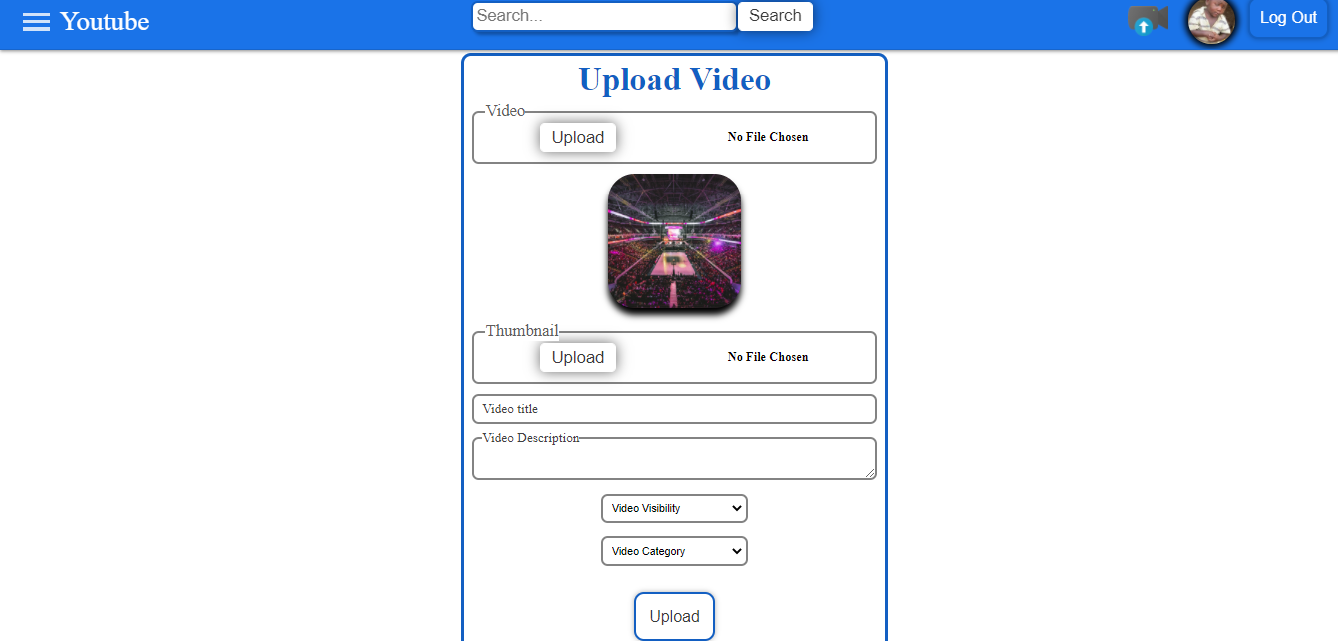 Youtube
Search...
Search
Log Out
Upload Video
Video
Upload
No File Chosen
Thumbnail
Upload
No File Chosen
Video title
Video Description
Video Visibility
Video Category
Upload